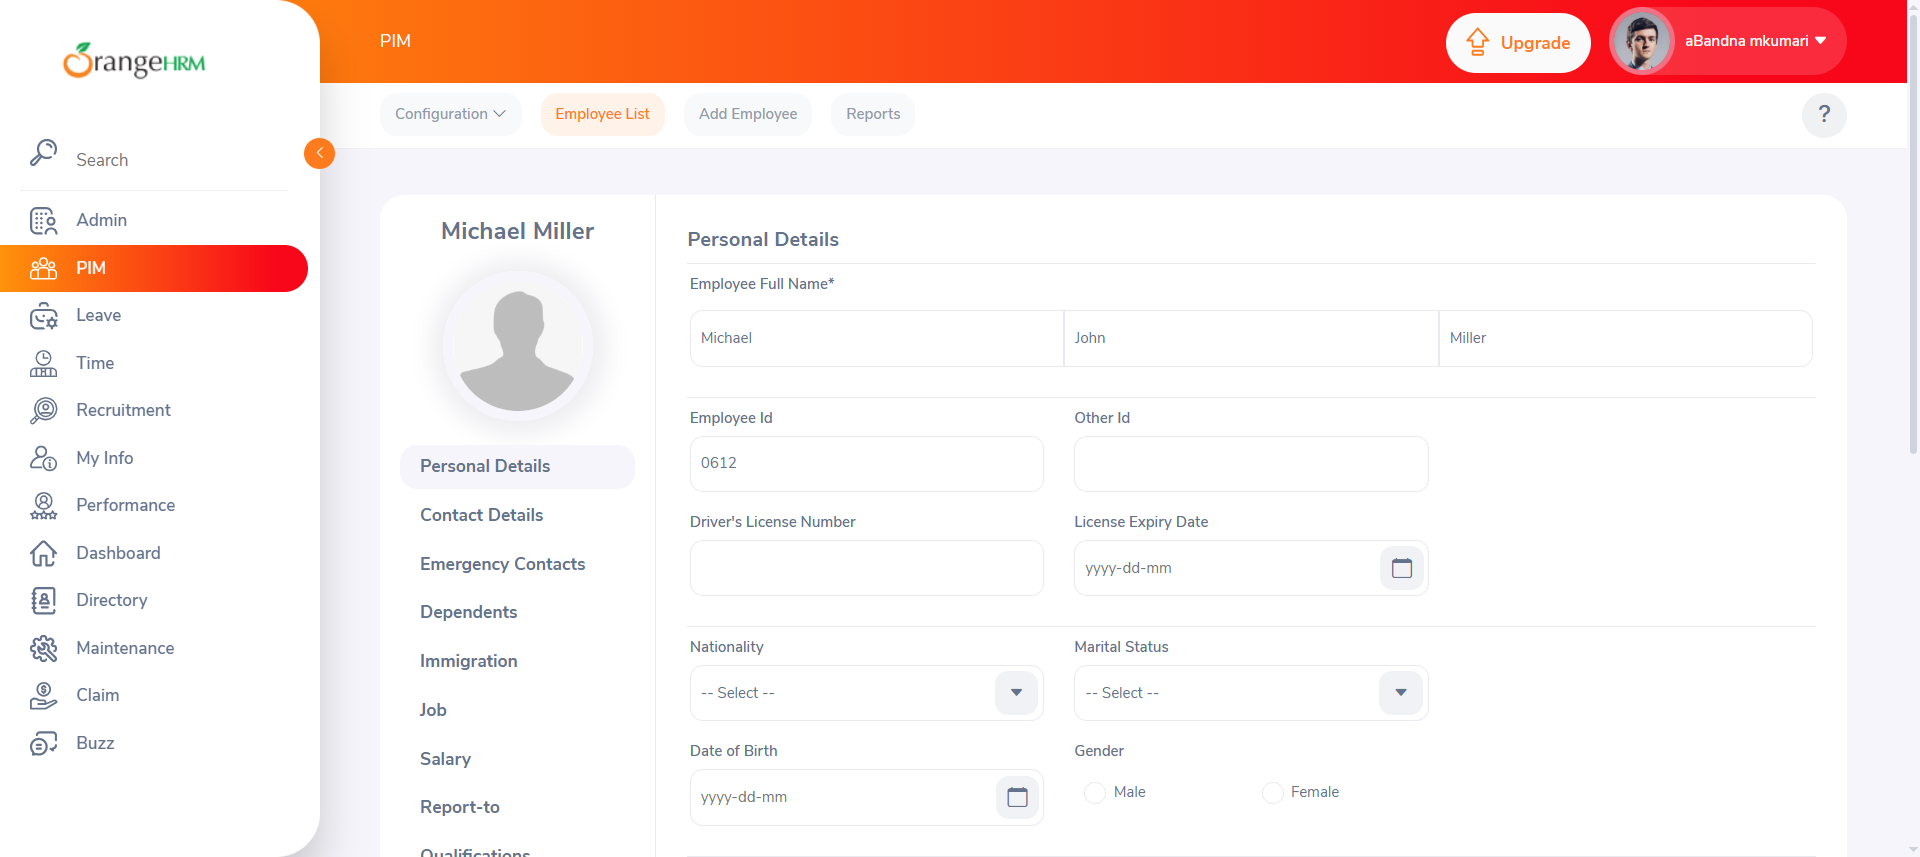 OrangeHRM
Search
Admin
PIM
Leave
Time
Recruitment
My Info
Performance
Dashboard
Directory
Maintenance
Claim
Buzz
PIM
Upgrade
aBandna mkumari
Configuration
Employee List
Add Employee
Reports
?
Michael Miller
Personal Details
Contact Details
Emergency Contacts
Dependents
Immigration
Job
Salary
Report-to
Qualifications
Personal Details
Employee Full Name*
Michael
John
Miller
Employee Id
Other Id
0612
Driver's License Number
License Expiry Date
yyyy-dd-mm
Nationality
Marital Status
-- Select --
-- Select --
Date of Birth
Gender
yyyy-dd-mm
Male
Female